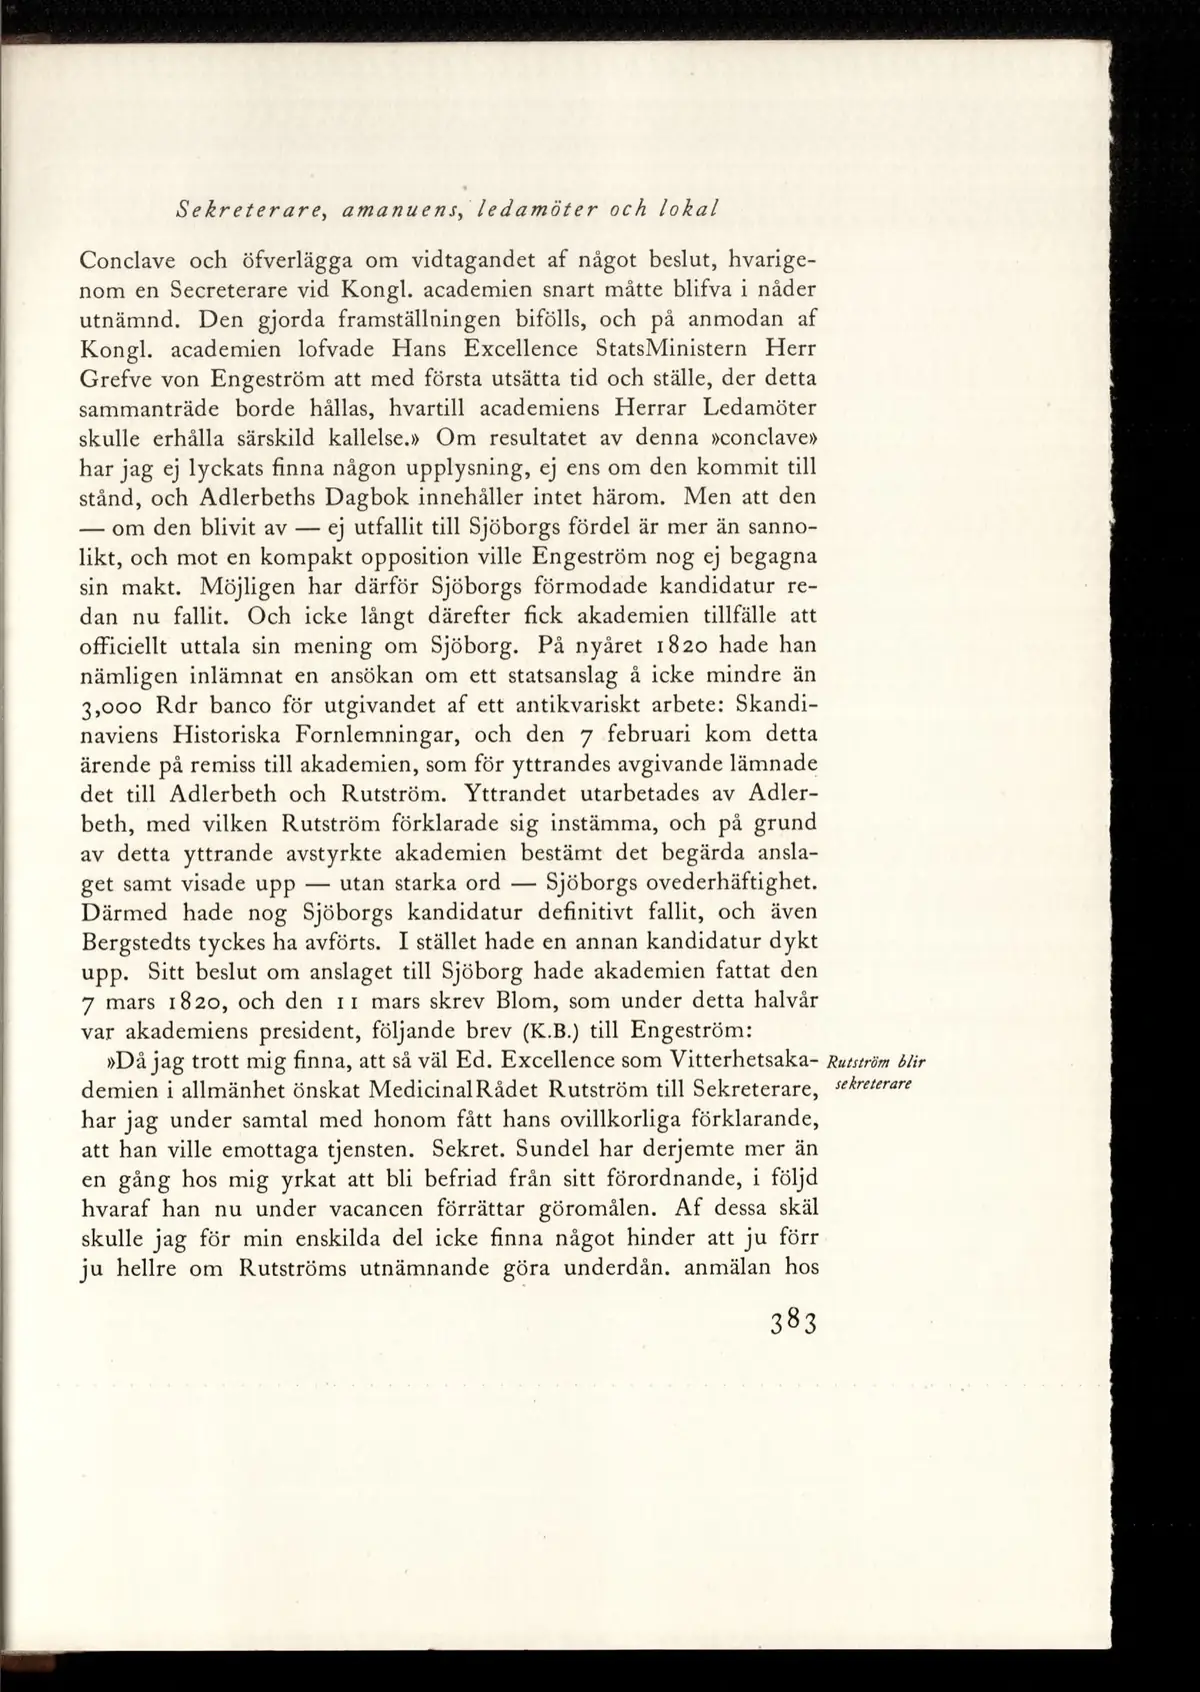 Sekreterare, amanuens, ledamöter och lokal
Conclave och öfverlägga om vidtagandet af något beslut, hvarige-
nom en Secreterare vid Kongl. academien snart måtte blifva i nåder
utnämnd. Den gjorda framställningen bifölls, och på anmodan af
Kongl. academien lofvade Hans Excellence StatsMinistern Herr
Grefve von Engeström att med första utsätta tid och ställe, der detta
sammanträde borde hållas, hvartill academiens Herrar Ledamöter
skulle erhålla särskild kallelse.» Om resultatet av denna »conclave»
har jag ej lyckats finna någon upplysning, ej ens om den kommit till
stånd, och Adlerbeths Dagbok innehåller intet härom. Men att den
— om den blivit av — ej utfallit till Sjöborgs fördel är mer än sanno-
likt, och mot en kompakt opposition ville Engeström nog ej begagna
sin makt. Möjligen har därför Sjöborgs förmodade kandidatur re-
dan nu fallit. Och icke långt därefter fick akademien tillfälle att
officiellt uttala sin mening om Sjöborg. På nyåret 1820 hade han
nämligen inlämnat en ansökan om ett statsanslag å icke mindre än
3,000 Rdr banco för utgivandet af ett antikvariskt arbete: Skandi-
naviens Historiska Fornlemningar, och den 7 februari kom detta
ärende på remiss till akademien, som för yttrandes avgivande lämnade
det till Adlerbeth och Rutström. Yttrandet utarbetades av Adler-
beth, med vilken Rutström förklarade sig instämma, och på grund
av detta yttrande avstyrkte akademien bestämt det begärda ansla-
get samt visade upp — utan starka ord — Sjöborgs ovederhäftighet.
Därmed hade nog Sjöborgs kandidatur definitivt fallit, och även
Bergstedts tyckes ha avförts. I stället hade en annan kandidatur dykt
upp. Sitt beslut om anslaget till Sjöborg hade akademien fattat den
7 mars 1820, och den 11 mars skrev Blom, som under detta halvår
var akademiens president, följande brev (K.B.) till Engeström:
»Då jag trott mig finna, att så väl Ed. Excellence som Vitterhetsaka-
demien i allmänhet önskat MedicinalRådet Rutström till Sekreterare,
har jag under samtal med honom fått hans ovillkorliga förklarande,
att han ville emottaga tjensten. Sekret. Sundel har derjemte mer än
en gång hos mig yrkat att bli befriad från sitt förordnande, i följd
hvaraf han nu under vacancen förrättar göromålen. Af dessa skäl
skulle jag för min enskilda del icke finna något hinder att ju förr
ju hellre om Rutströms utnämnande göra underdån. anmälan hos
Rutström blir
sekreterare
383